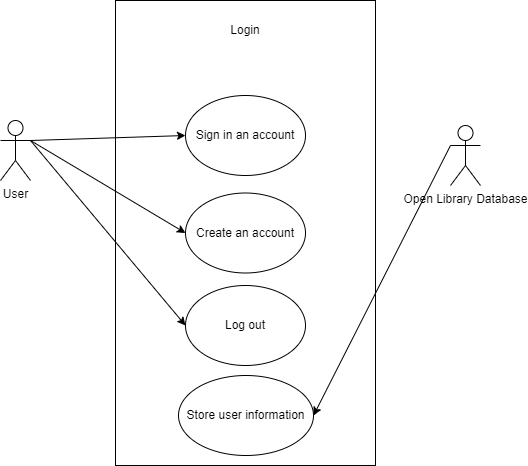 Login
Sign in an account
User
Open Library Database
Create an account
Log out
Store user information